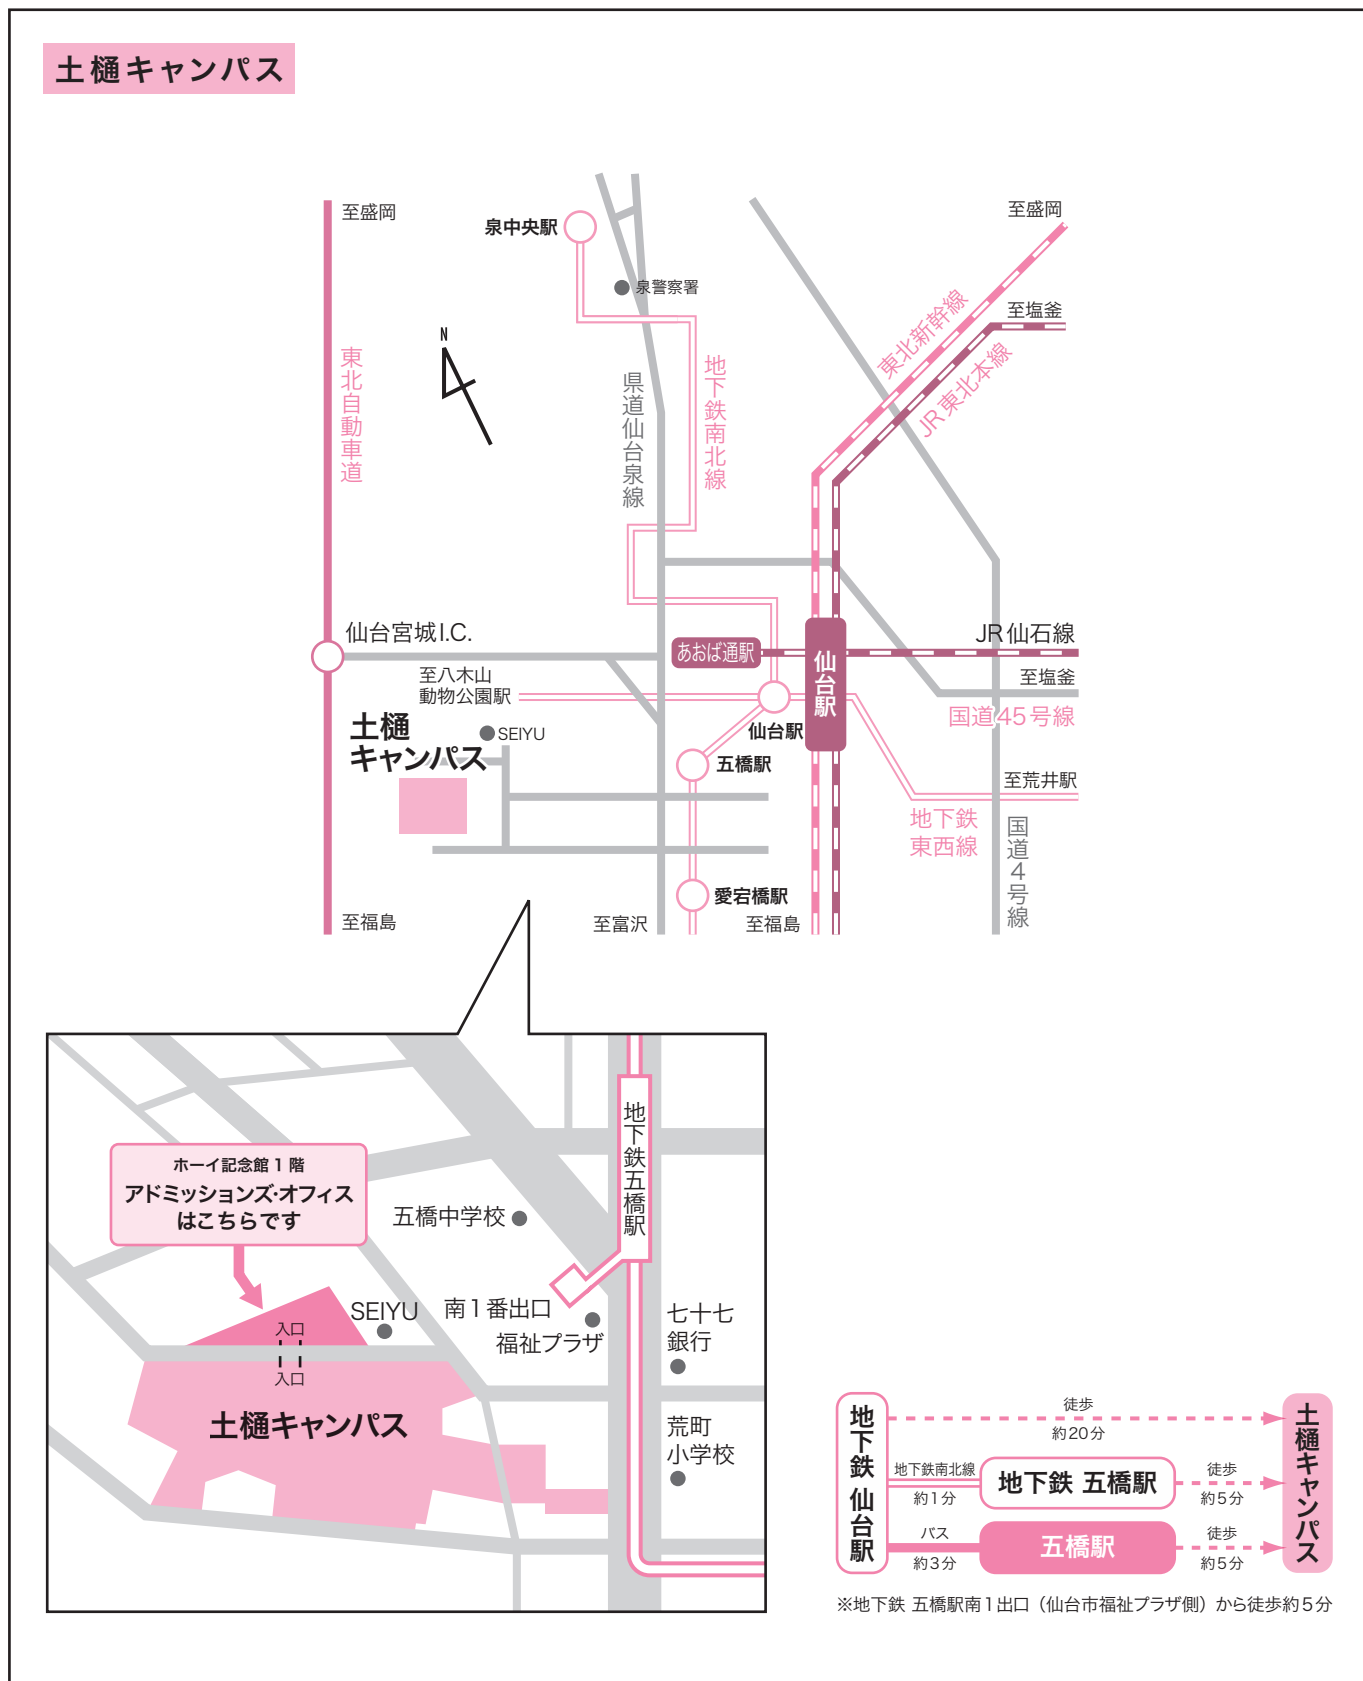 土樋キャンパス
至盛岡
泉中央駅
至盛岡
泉警察署
至塩釜
N
東北自動車道
県道仙台泉線
地下鉄南北線
東北新幹線
JR東北本線
仙台宮城I.C.
あおば通駅
仙台駅
JR仙石線
至八木山
動物公園駅
至塩釜
国道45号線
土樋
キャンパス
SEIYU
仙台駅
五橋駅
至荒井駅
地下鉄
東西線
国道4号線
愛宕橋駅
至福島
至富沢
至福島
地下鉄五橋駅
ホーイ記念館1階
アドミッションズ・オフィス
はこちらです
五橋中学校
SEIYU
南1番出口
福祉プラザ
七十七
銀行
入口
入口
土樋キャンパス
荒町
小学校
地下鉄 仙台駅
徒歩
約20分
土樋キャンパス
地下鉄南北線
約1分
地下鉄 五橋駅
徒歩
約5分
バス
約3分
五橋駅
徒歩
約5分
※地下鉄 五橋駅南1出口（仙台市福祉プラザ側）から徒歩約5分